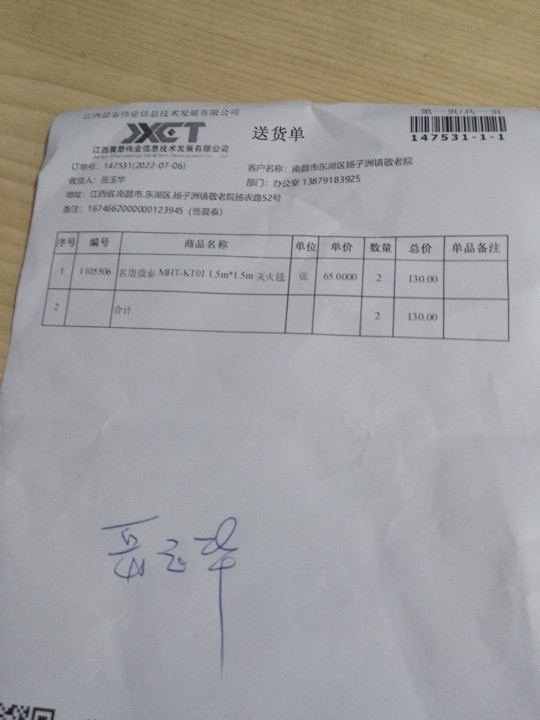 江西晨泰伟业信息技术发展有限公司
第一页/共一页
XCT
送货单
147531-1-1
江西晨泰伟业信息技术发展有限公司
订单号：147531(2022-07-06)
客户名称：南昌市东湖区扬子洲镇敬老院
收货人：岳玉华
部门：办公室 13879183925
地址：江西省,南昌市,东湖区,扬子洲镇敬老院扬农路52号
备注：1674662000000123945
序号 编号 商品名称 单位 单价 数量 总价 单品备注
1 1105506 名康康泰 MHT-KT01 1.5m*1.5m 灭火毯 张 65.0000 2 130.00
2 合计 2 130.00
岳玉华